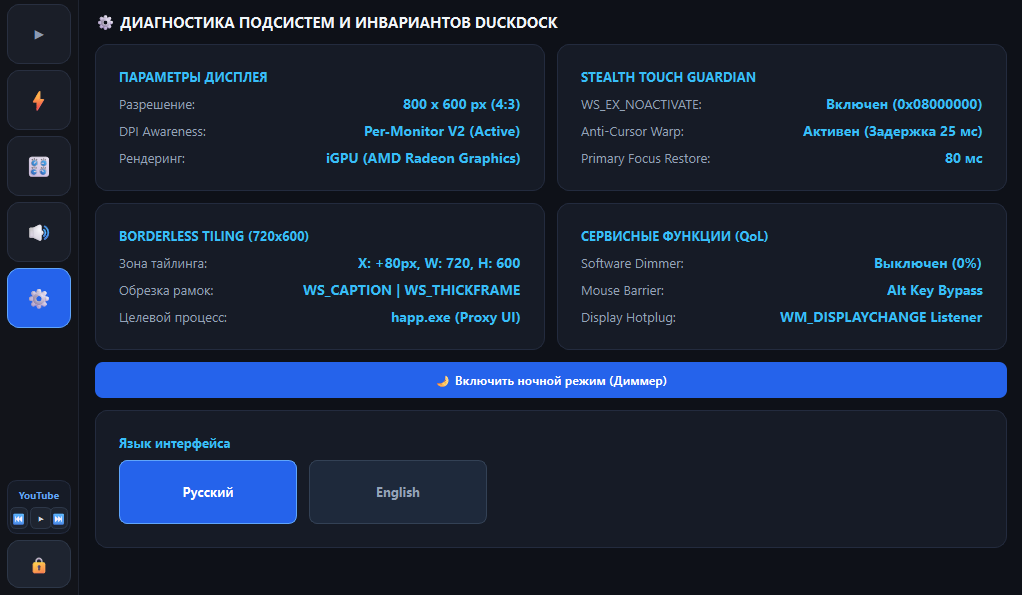 ДИАГНОСТИКА ПОДСИСТЕМ И ИНВАРИАНТОВ DUCKDOCK
ПАРАМЕТРЫ ДИСПЛЕЯ
Разрешение: 800 x 600 px (4:3)
DPI Awareness: Per-Monitor V2 (Active)
Рендеринг: iGPU (AMD Radeon Graphics)
STEALTH TOUCH GUARDIAN
WS_EX_NOACTIVATE: Включен (0x08000000)
Anti-Cursor Warp: Активен (Задержка 25 мс)
Primary Focus Restore: 80 мс
BORDERLESS TILING (720x600)
Зона тайлинга: X: +80px, W: 720, H: 600
Обрезка рамок: WS_CAPTION | WS_THICKFRAME
Целевой процесс: happ.exe (Proxy UI)
СЕРВИСНЫЕ ФУНКЦИИ (QoL)
Software Dimmer: Выключен (0%)
Mouse Barrier: Alt Key Bypass
Display Hotplug: WM_DISPLAYCHANGE Listener
Включить ночной режим (Диммер)
Язык интерфейса
Русский English
YouTube